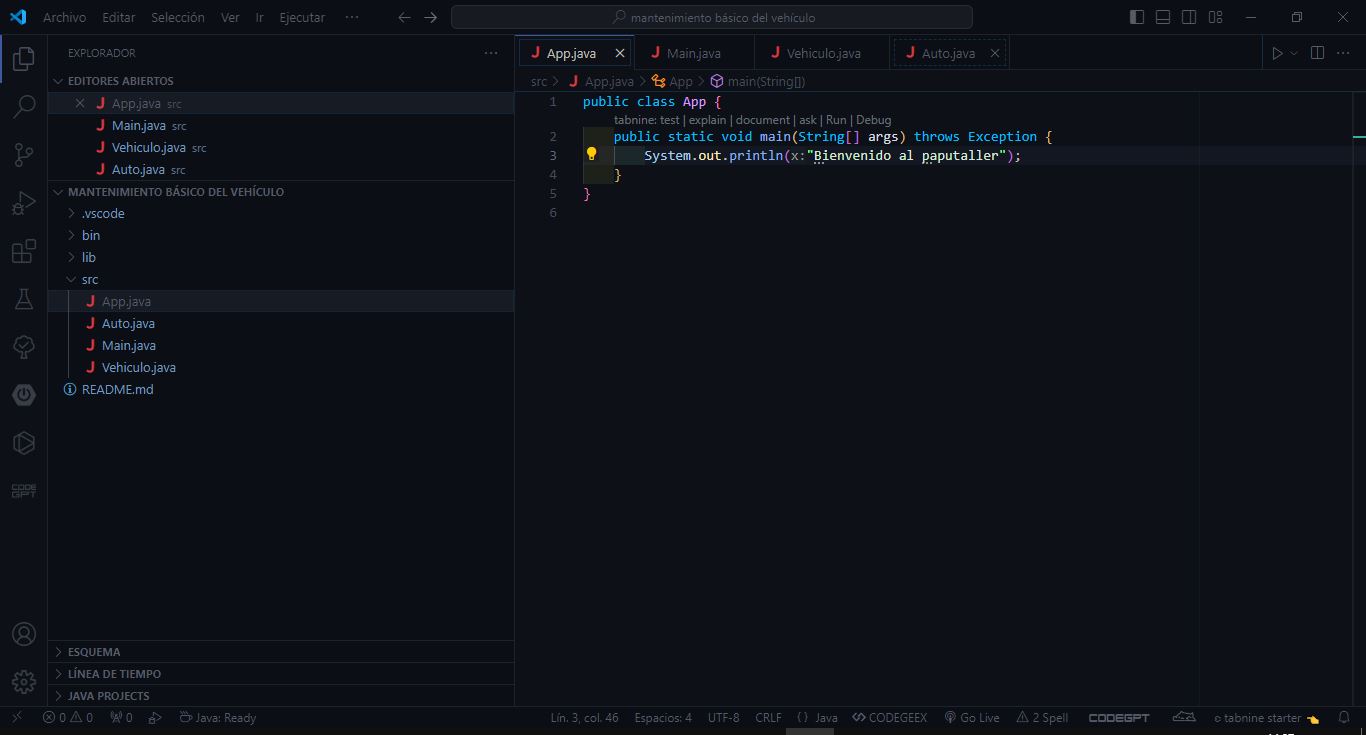 Archivo Editar Selección Ver Ir Ejecutar ··· mantenimiento básico del vehículo
EXPLORADOR ···
EDITORES ABIERTOS
App.java src
Main.java src
Vehiculo.java src
Auto.java src
MANTENIMIENTO BÁSICO DEL VEHÍCULO
.vscode
bin
lib
src
App.java
Auto.java
Main.java
Vehiculo.java
README.md
CODE GPT
ESQUEMA
LÍNEA DE TIEMPO
JAVA PROJECTS
App.java Main.java Vehiculo.java Auto.java
src > App.java > App > main(String[])
1 public class App {
tabnine: test | explain | document | ask | Run | Debug
2 public static void main(String[] args) throws Exception {
3 System.out.println(x:"Bienvenido al paputaller");
4 }
5 }
6
0 0 0 Java: Ready Lín. 3, col. 46 Espacios: 4 UTF-8 CRLF {} Java CODEGEEX Go Live 2 Spell CODEGPT tabnine starter